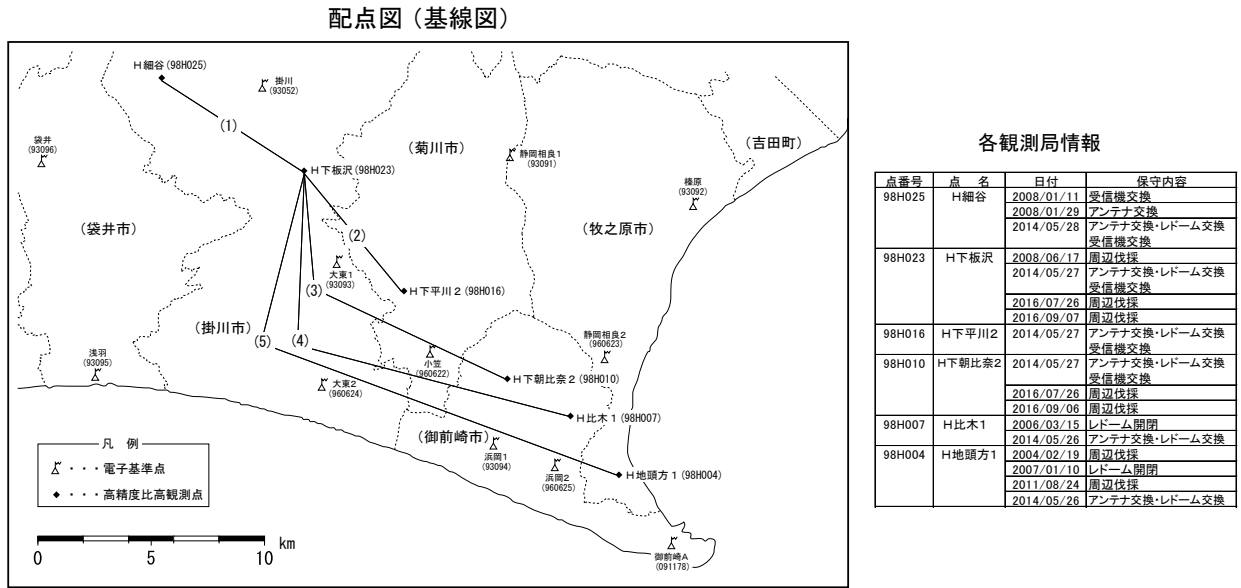 配点図（基線図）
H細谷(98H025)
掛川
(93052)
(1)
(菊川市)
(吉田町)
袋井
(93096)
静岡相良1
(93091)
H下板沢(98H023)
榛原
(93092)
(袋井市)
(2)
(牧之原市)
大東1
(93093)
(3)
H下平川2(98H016)
(掛川市)
(5)
(4)
静岡相良2
(960623)
浅羽
(93095)
小笠
(960622)
大東2
(960624)
H下朝比奈2(98H010)
H比木1(98H007)
(御前崎市)
浜岡1
(93094)
浜岡2
(960625)
H地頭方1(98H004)
御前崎A
(091178)
凡 例
・・・電子基準点
・・・高精度比高観測点
0 5 10 km
各観測局情報
点番号 点 名 日付 保守内容
98H025 H細谷 2008/01/11 受信機交換
2008/01/29 アンテナ交換
2014/05/28 アンテナ交換・レドーム交換
受信機交換
98H023 H下板沢 2008/06/17 周辺伐採
2014/05/27 アンテナ交換・レドーム交換
受信機交換
2016/07/26 周辺伐採
2016/09/07 周辺伐採
98H016 H下平川2 2014/05/27 アンテナ交換・レドーム交換
受信機交換
98H010 H下朝比奈2 2014/05/27 アンテナ交換・レドーム交換
受信機交換
2016/07/26 周辺伐採
2016/09/06 周辺伐採
98H007 H比木1 2006/03/15 レドーム開閉
2014/05/26 アンテナ交換・レドーム交換
98H004 H地頭方1 2004/02/19 周辺伐採
2007/01/10 レドーム開閉
2011/08/24 周辺伐採
2014/05/26 アンテナ交換・レドーム交換